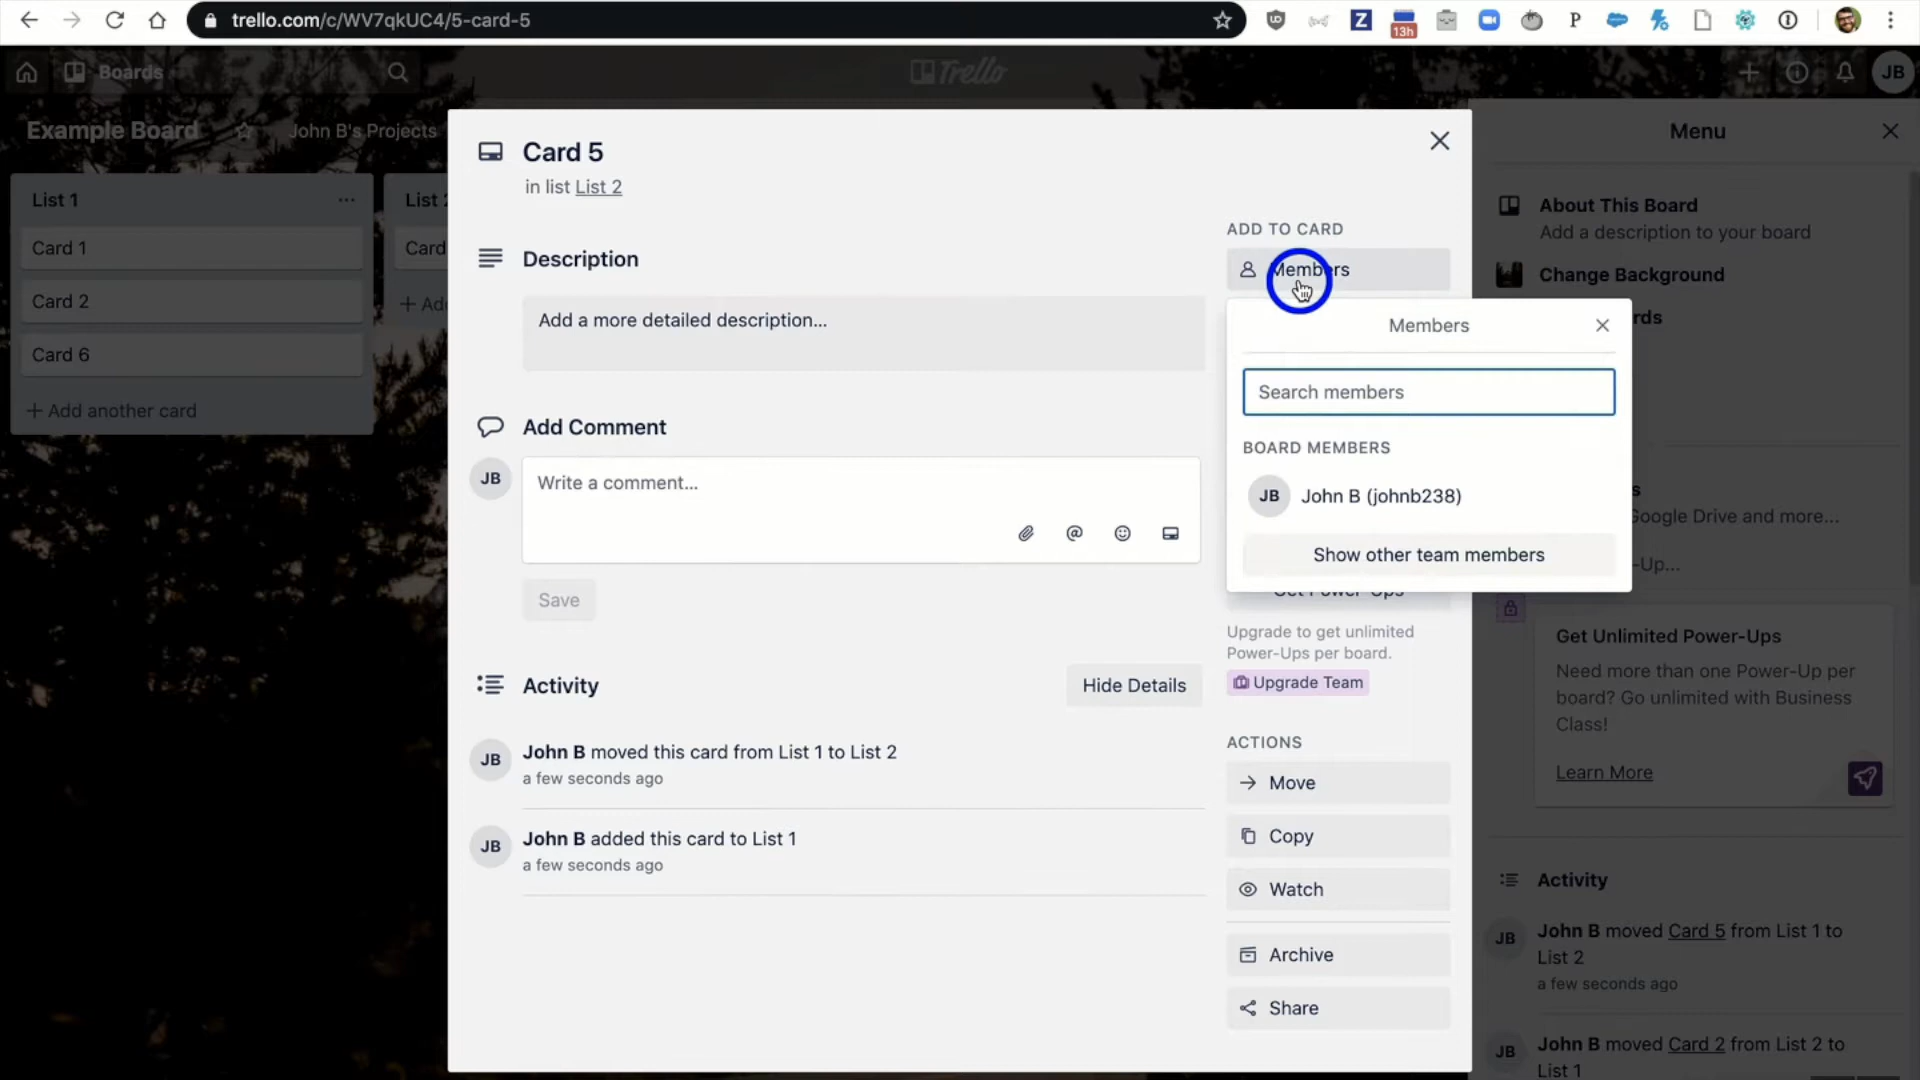 trello.com/c/WV7qkUC4/5-card-5
Z
13h
P
Boards
Trello
JB
Example Board
John B's Projects
Menu
List 1
Card 1
Card 2
Card 6
+ Add another card
List 2
Card
+ Add
Card 5
in list List 2
Description
Add a more detailed description...
Add Comment
JB
Write a comment...
Save
Activity
Hide Details
JB
John B moved this card from List 1 to List 2
a few seconds ago
JB
John B added this card to List 1
a few seconds ago
ADD TO CARD
Members
Members
Search members
BOARD MEMBERS
JB
John B (johnb238)
Show other team members
Get Power-Ups
Upgrade to get unlimited
Power-Ups per board.
Upgrade Team
ACTIONS
Move
Copy
Watch
Archive
Share
About This Board
Add a description to your board
Change Background
Google Drive and more...
Get Unlimited Power-Ups
Need more than one Power-Up per
board? Go unlimited with Business
Class!
Learn More
Activity
JB
John B moved Card 5 from List 1 to
List 2
a few seconds ago
JB
John B moved Card 2 from List 2 to
List 1